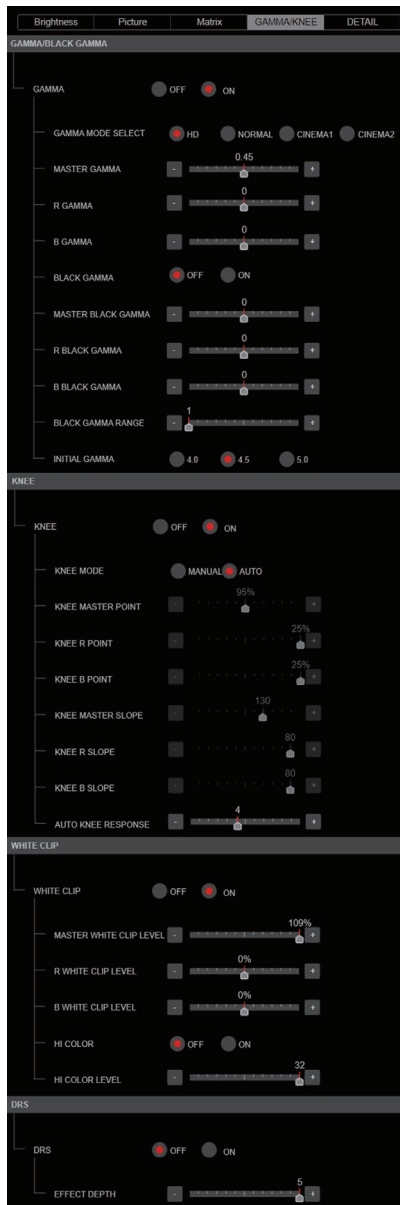 Brightness Picture Matrix GAMMA/KNEE DETAIL
GAMMA/BLACK GAMMA
GAMMA OFF ON
GAMMA MODE SELECT HD NORMAL CINEMA1 CINEMA2
0.45
MASTER GAMMA - +
0
R GAMMA - +
0
B GAMMA - +
BLACK GAMMA OFF ON
0
MASTER BLACK GAMMA - +
0
R BLACK GAMMA - +
0
B BLACK GAMMA - +
1
BLACK GAMMA RANGE - +
INITIAL GAMMA 4.0 4.5 5.0
KNEE
KNEE OFF ON
KNEE MODE MANUAL AUTO
95%
KNEE MASTER POINT - +
25%
KNEE R POINT - +
25%
KNEE B POINT - +
130
KNEE MASTER SLOPE - +
80
KNEE R SLOPE - +
80
KNEE B SLOPE - +
4
AUTO KNEE RESPONSE - +
WHITE CLIP
WHITE CLIP OFF ON
109%
MASTER WHITE CLIP LEVEL - +
0%
R WHITE CLIP LEVEL - +
0%
B WHITE CLIP LEVEL - +
HI COLOR OFF ON
32
HI COLOR LEVEL - +
DRS
DRS OFF ON
5
EFFECT DEPTH - +